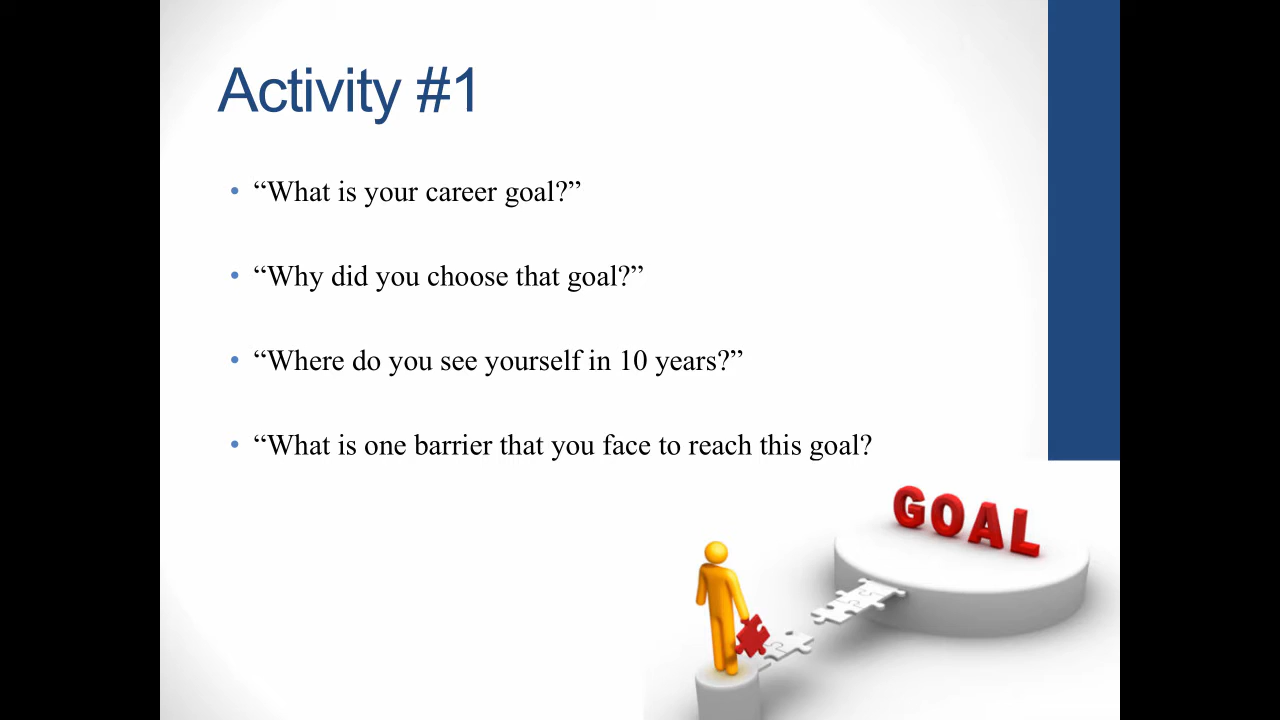 Activity #1
• “What is your career goal?”
• “Why did you choose that goal?”
• “Where do you see yourself in 10 years?”
• “What is one barrier that you face to reach this goal?
GOAL